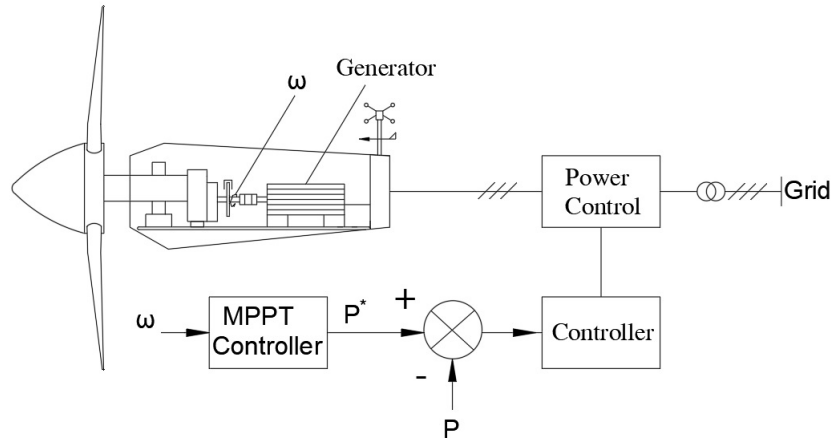 Generator
ω
Power
Control
Grid
ω
MPPT
Controller
P*
+
-
P
Controller